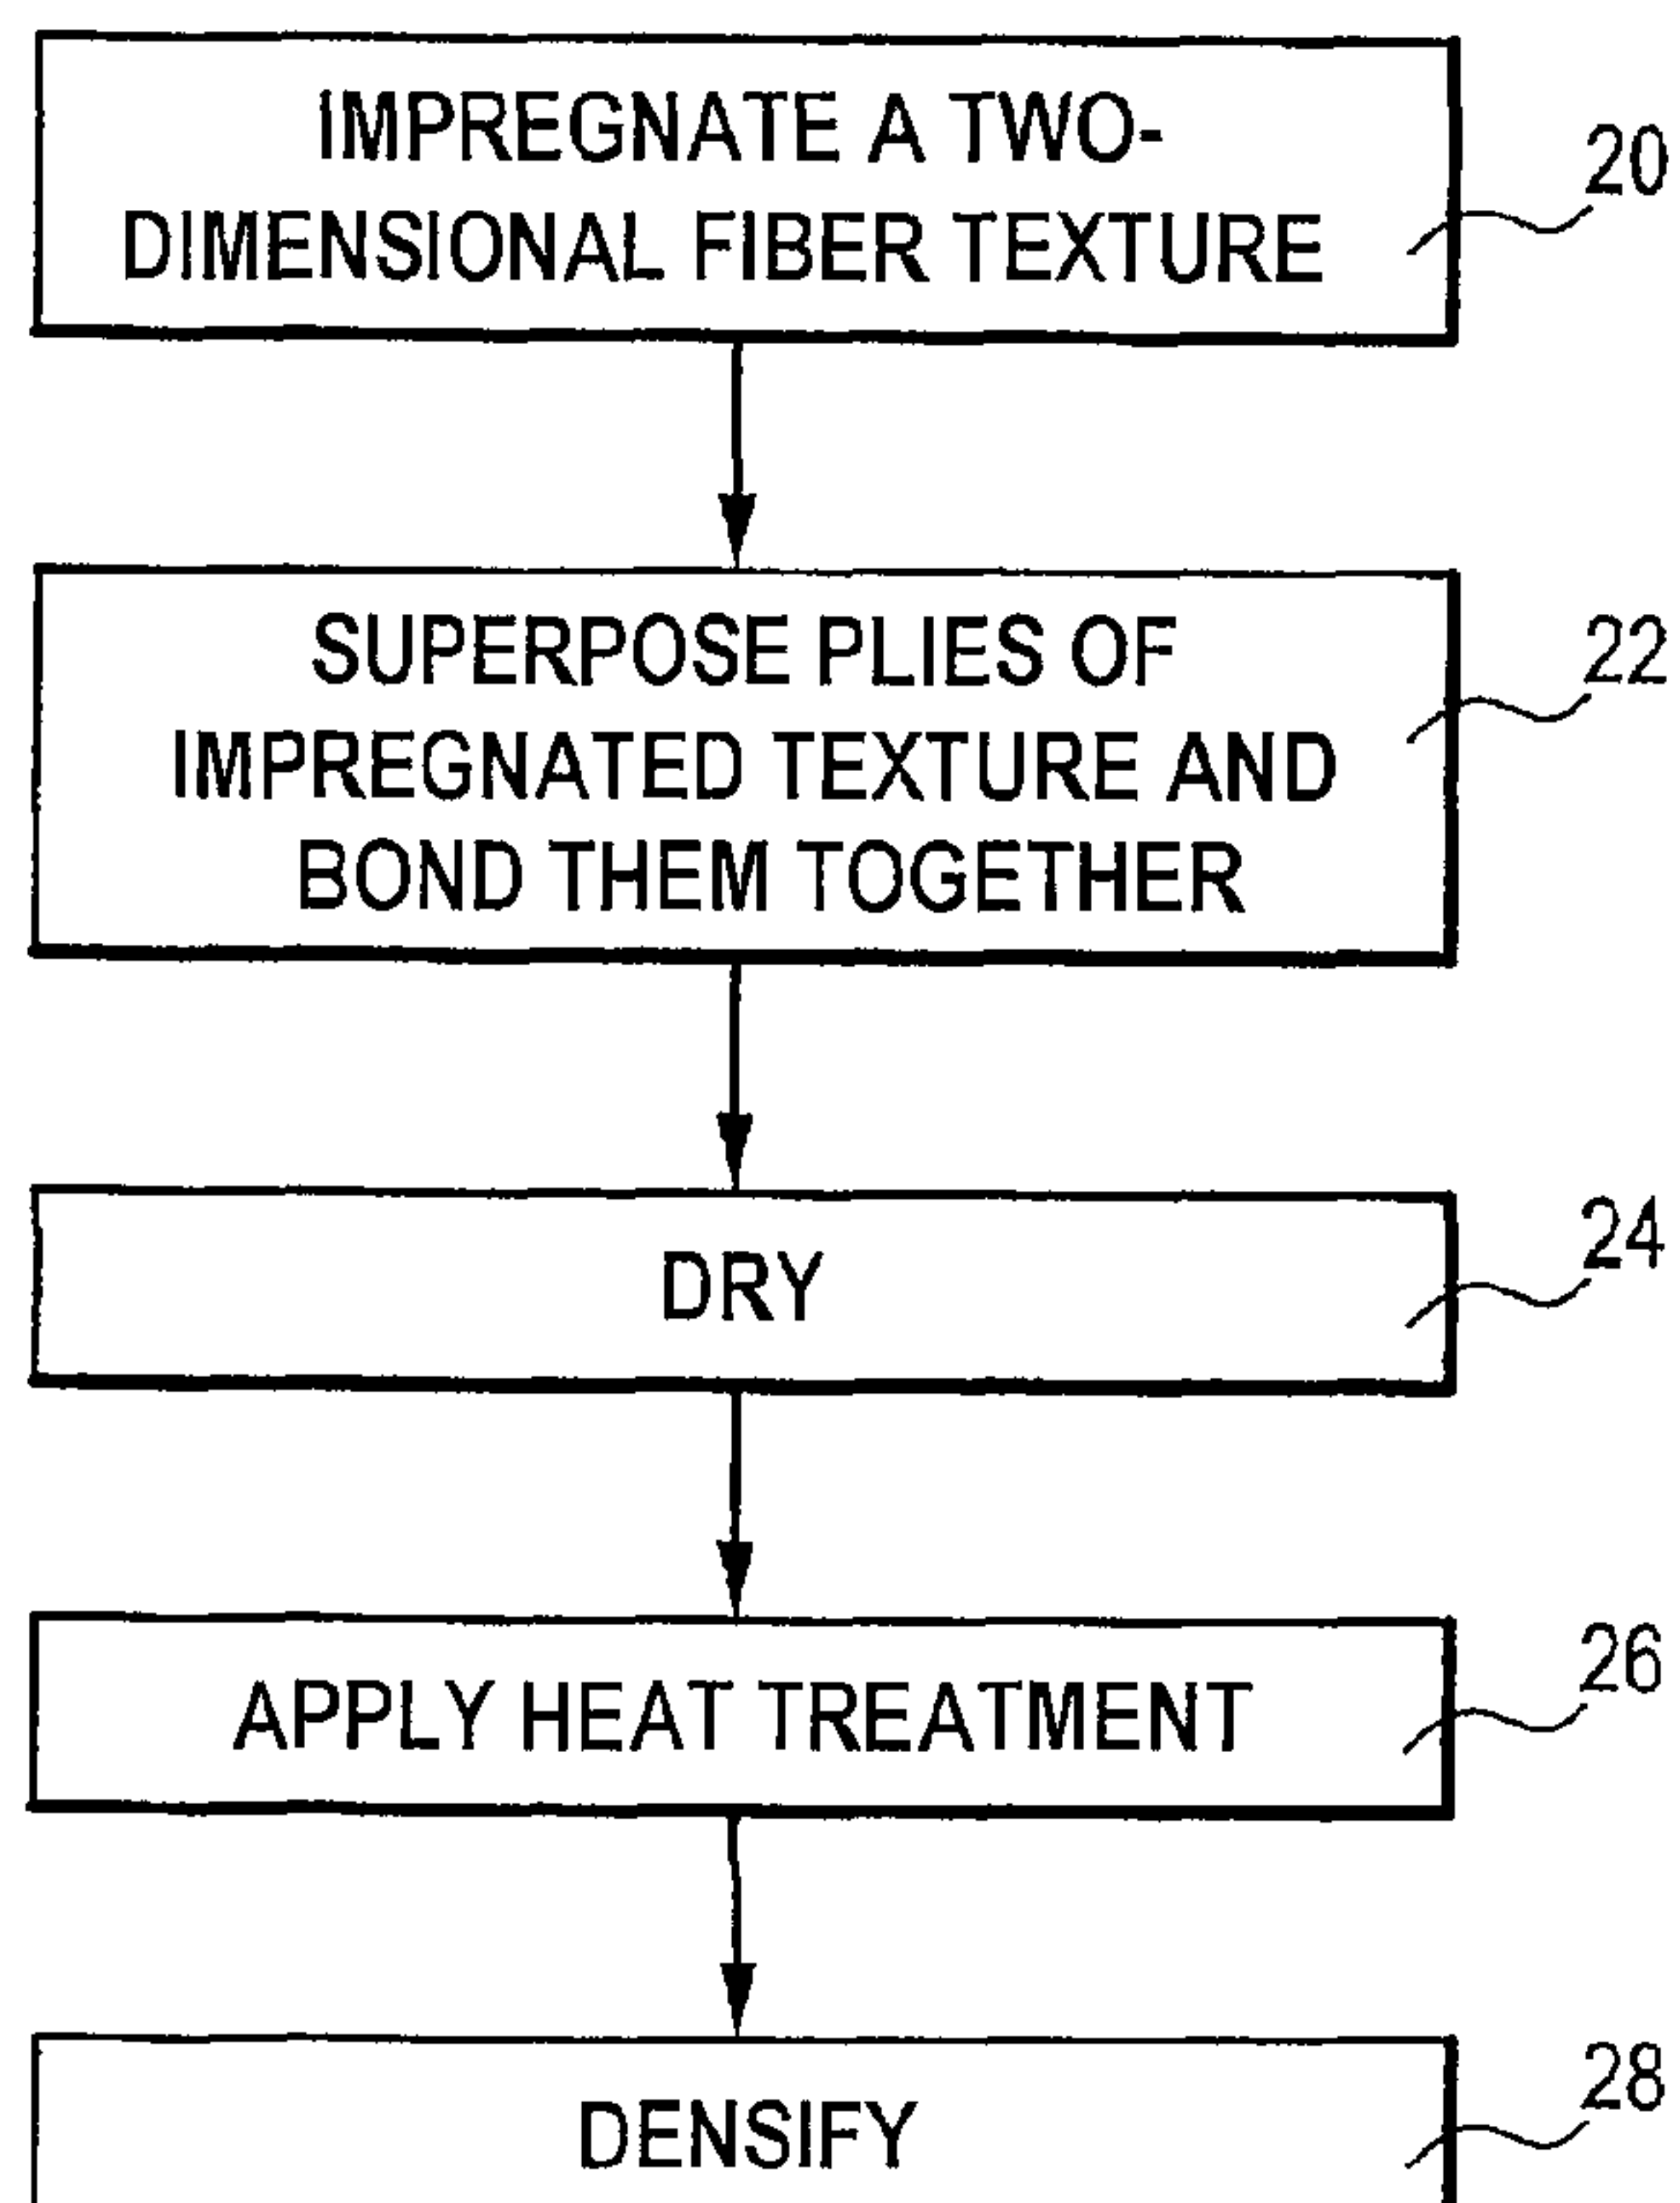 IMPREGNATE A TWO-
DIMENSIONAL FIBER TEXTURE
20
SUPERPOSE PLIES OF
IMPREGNATED TEXTURE AND
BOND THEM TOGETHER
22
DRY
24
APPLY HEAT TREATMENT
26
DENSIFY
28